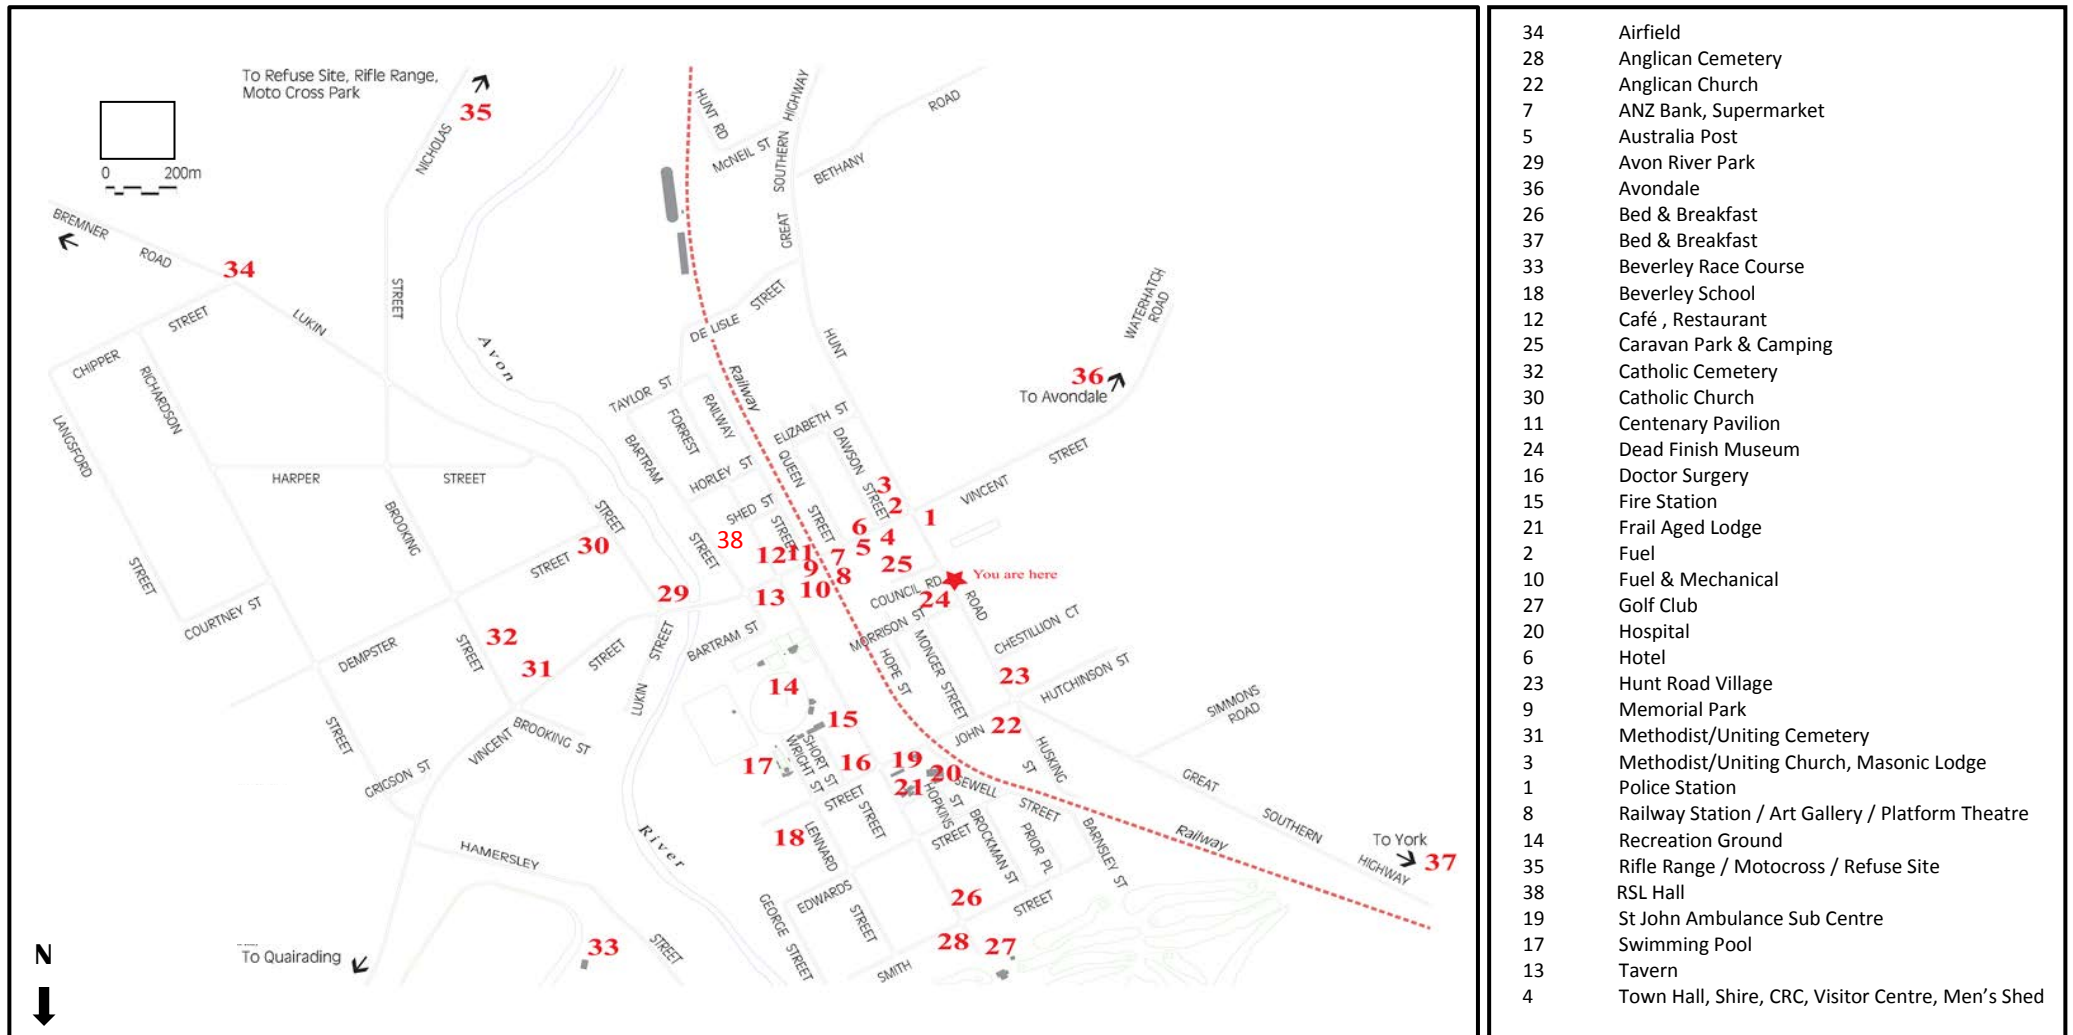 To Refuse Site, Rifle Range,
Moto Cross Park
35
NICHOLAS
STREET
0 200m
BREMNER
ROAD
34
CHIPPER
STREET
LUKIN
RICHARDSON
LANGSFORD
STREET
HARPER
STREET
BROOKING
STREET
COURTNEY ST
DEMPSTER
STREET
30
STREET
Avon
HUNT RD
McNEIL ST
GREAT
SOUTHERN
HIGHWAY
BETHANY
ROAD
DE LISLE
STREET
HUNT
Railway
TAYLOR ST
FORREST
RAILWAY
BARTRAM
HORLEY ST
SHED ST
STREET
STREET
38
ELIZABETH ST
QUEEN
STREET
DAWSON
STREET
WATERHATCH
ROAD
36
To Avondale
VINCENT
STREET
3
2
1
6
4
5
7
25
12
11
9
8
10
13
29
You are here
COUNCIL RD
24
ROAD
CHESTILLION CT
MORRISON ST
HOPE ST
MONGER STREET
23
HUTCHINSON ST
22
JOHN
ST
HUSKING
SIMMONS
ROAD
GREAT
SOUTHERN
HIGHWAY
To York
37
Railway
32
31
STREET
STREET
LUKIN
STREET
BARTRAM ST
14
15
BROOKING ST
VINCENT
GRIGSON ST
STREET
17
WRIGHT ST
SHORT ST
16
19
20
21
SEWELL
STREET
HOPKINS
ST
BROCKMAN ST
PRIOR PL
BARNSLEY ST
STREET
STREET
STREET
18
LENNARD
STREET
EDWARDS
GEORGE STREET
River
HAMERSLEY
STREET
33
26
28
27
SMITH
STREET
To Quairading
N
34 Airfield
28 Anglican Cemetery
22 Anglican Church
7 ANZ Bank, Supermarket
5 Australia Post
29 Avon River Park
36 Avondale
26 Bed & Breakfast
37 Bed & Breakfast
33 Beverley Race Course
18 Beverley School
12 Café , Restaurant
25 Caravan Park & Camping
32 Catholic Cemetery
30 Catholic Church
11 Centenary Pavilion
24 Dead Finish Museum
16 Doctor Surgery
15 Fire Station
21 Frail Aged Lodge
2 Fuel
10 Fuel & Mechanical
27 Golf Club
20 Hospital
6 Hotel
23 Hunt Road Village
9 Memorial Park
31 Methodist/Uniting Cemetery
3 Methodist/Uniting Church, Masonic Lodge
1 Police Station
8 Railway Station / Art Gallery / Platform Theatre
14 Recreation Ground
35 Rifle Range / Motocross / Refuse Site
38 RSL Hall
19 St John Ambulance Sub Centre
17 Swimming Pool
13 Tavern
4 Town Hall, Shire, CRC, Visitor Centre, Men’s Shed